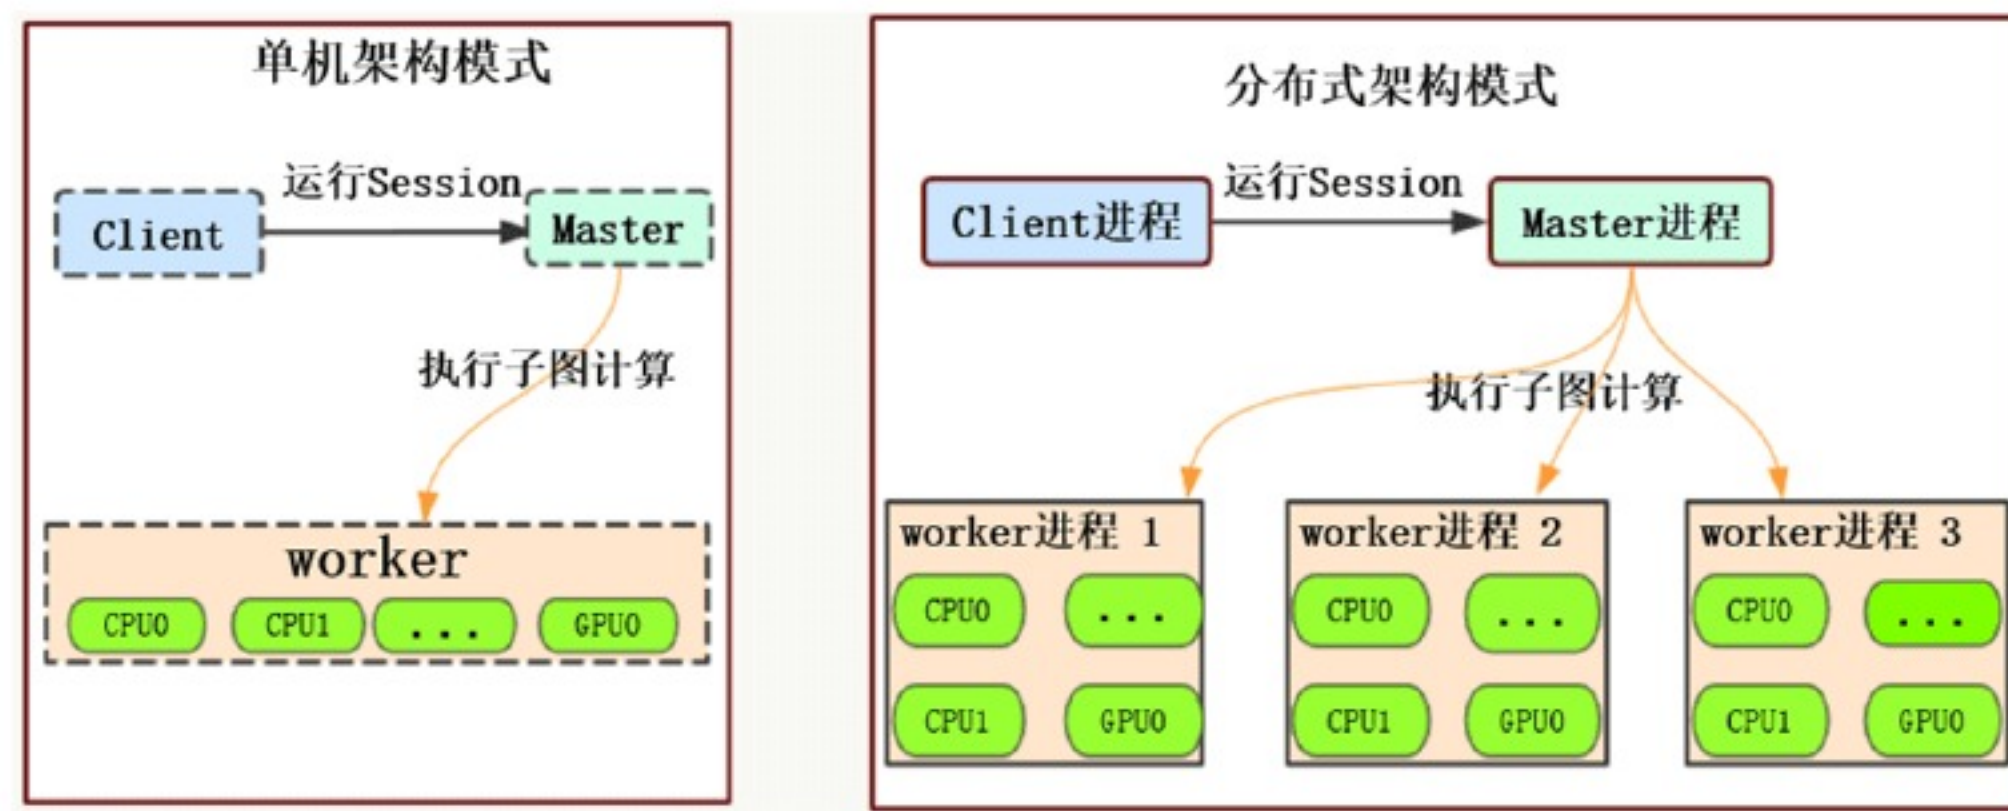 单机架构模式
运行Session
Client
Master
执行子图计算
worker
CPU0 CPU1 ... GPU0
分布式架构模式
运行Session
Client进程
Master进程
执行子图计算
worker进程 1
CPU0 ...
CPU1 GPU0
worker进程 2
CPU0 ...
CPU1 GPU0
worker进程 3
CPU0 ...
CPU1 GPU0